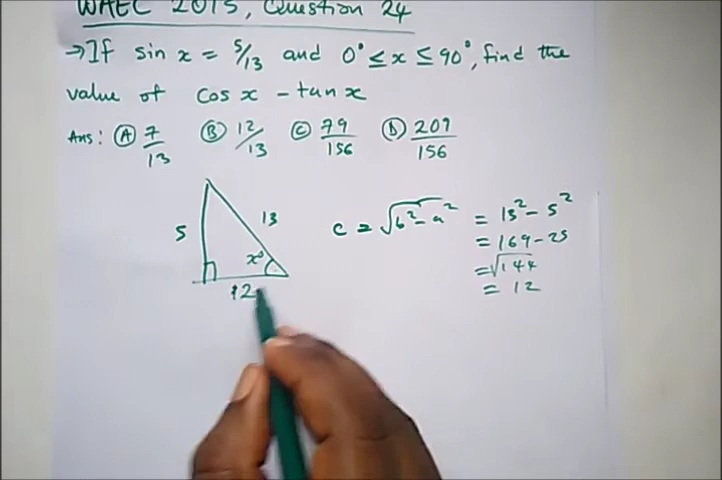 WAEC 2015, Question 24
→ If sin x = 5/13 and 0° ≤ x ≤ 90°, find the
value of cos x - tan x
Ans: (A) 7/13 (B) 12/13 (C) 79/156 (D) 209/156
5
13
x°
12
c = √b² - a² = 13² - 5²
= 169 - 25
= √144
= 12